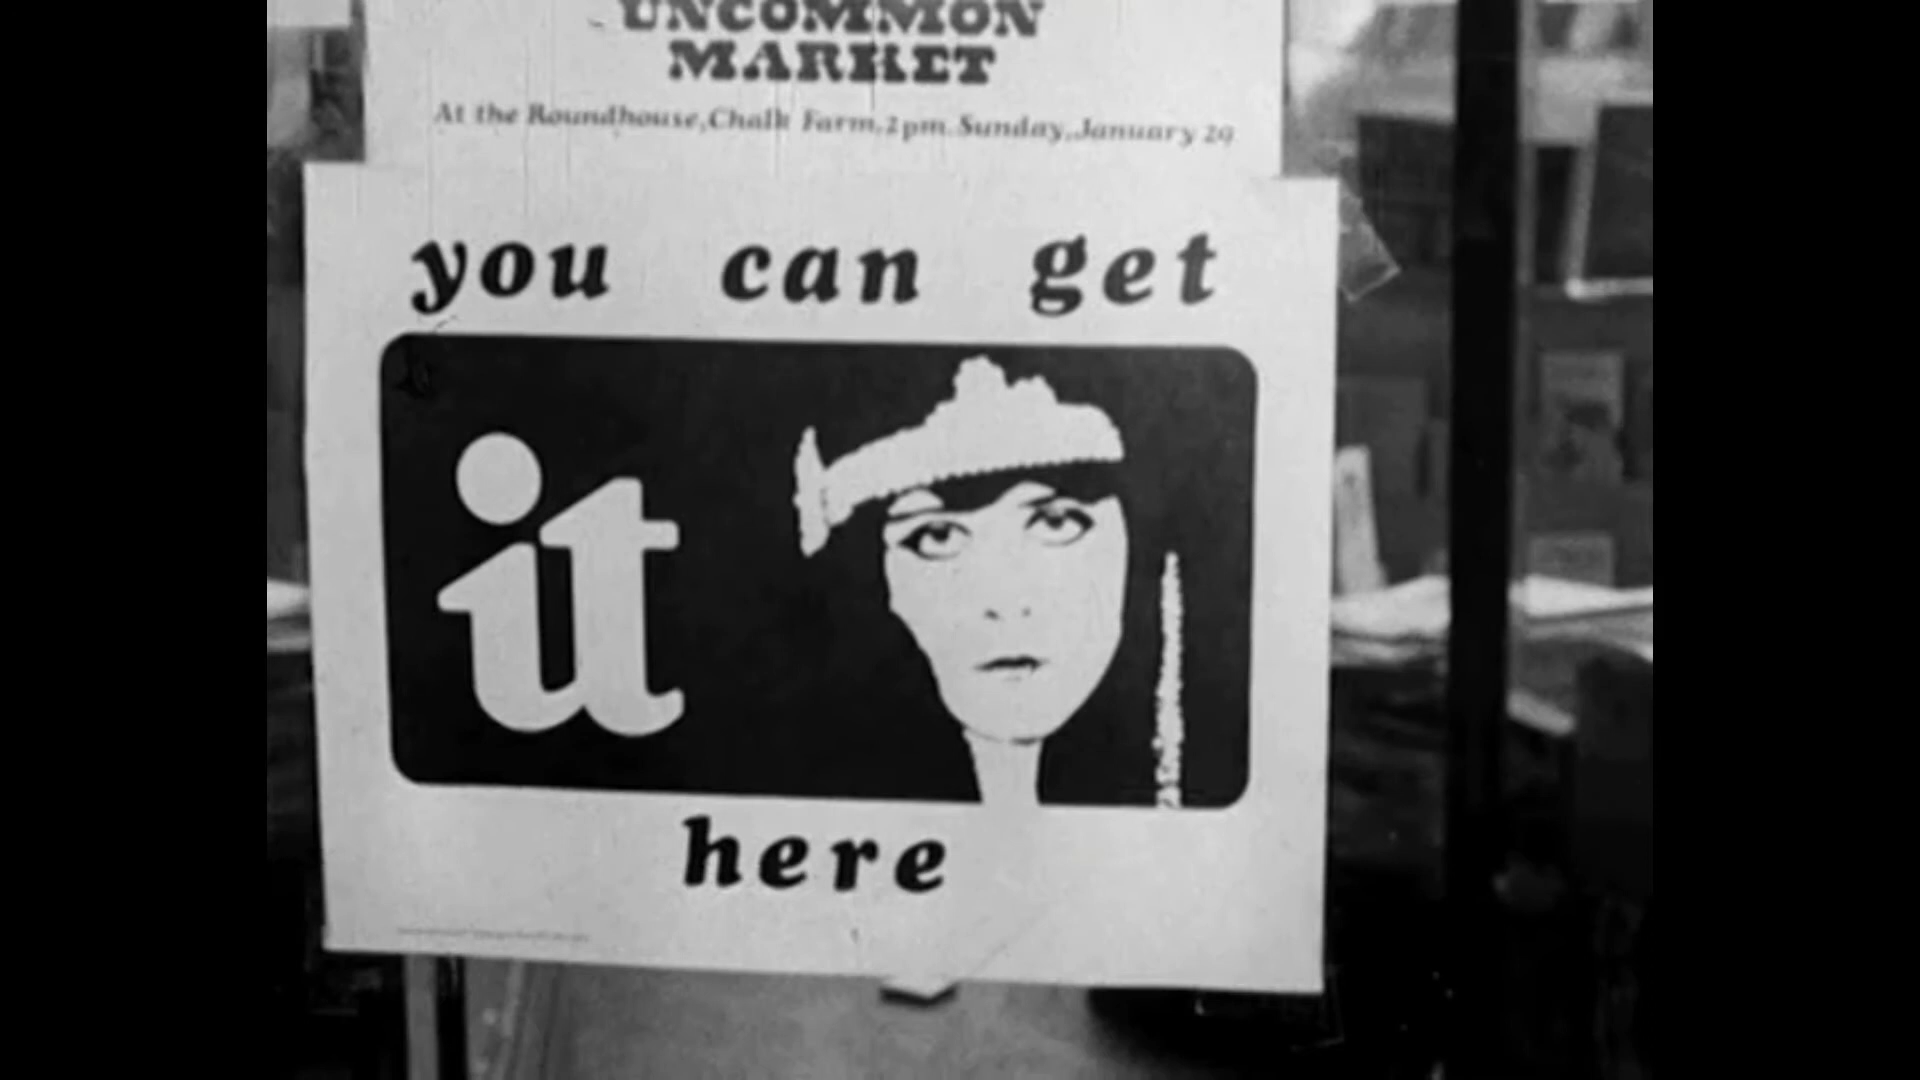 UNCOMMON
MARKET
At the Roundhouse, Chalk Farm, 2pm. Sunday, January 29
you can get
it
here